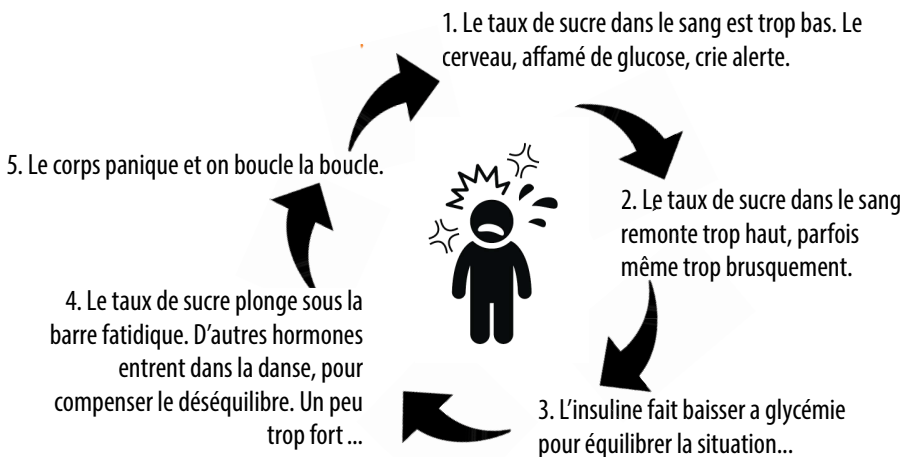 1. Le taux de sucre dans le sang est trop bas. Le
cerveau, affamé de glucose, crie alerte.
2. Le taux de sucre dans le sang
remonte trop haut, parfois
même trop brusquement.
3. L’insuline fait baisser a glycémie
pour équilibrer la situation...
4. Le taux de sucre plonge sous la
barre fatidique. D’autres hormones
entrent dans la danse, pour
compenser le déséquilibre. Un peu
trop fort ...
5. Le corps panique et on boucle la boucle.